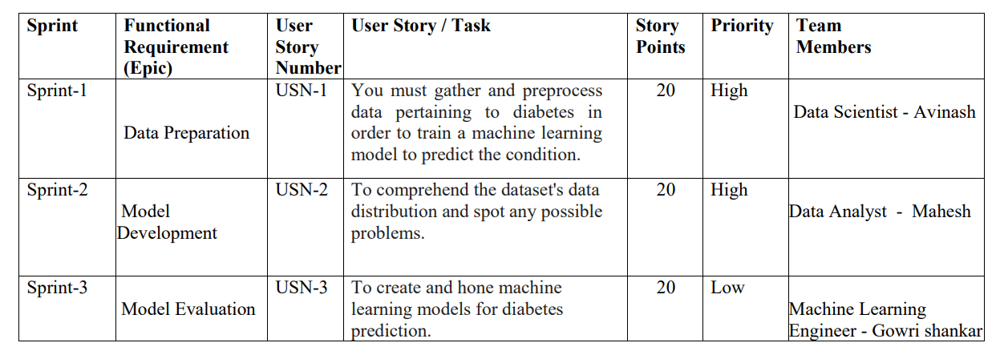 Sprint
Functional
Requirement
(Epic)
User
Story
Number
User Story / Task
Story
Points
Priority
Team
Members
Sprint-1
Data Preparation
USN-1
You must gather and preprocess
data pertaining to diabetes in
order to train a machine learning
model to predict the condition.
20
High
Data Scientist - Avinash
Sprint-2
Model
Development
USN-2
To comprehend the dataset's data
distribution and spot any possible
problems.
20
High
Data Analyst - Mahesh
Sprint-3
Model Evaluation
USN-3
To create and hone machine
learning models for diabetes
prediction.
20
Low
Machine Learning
Engineer - Gowri shankar